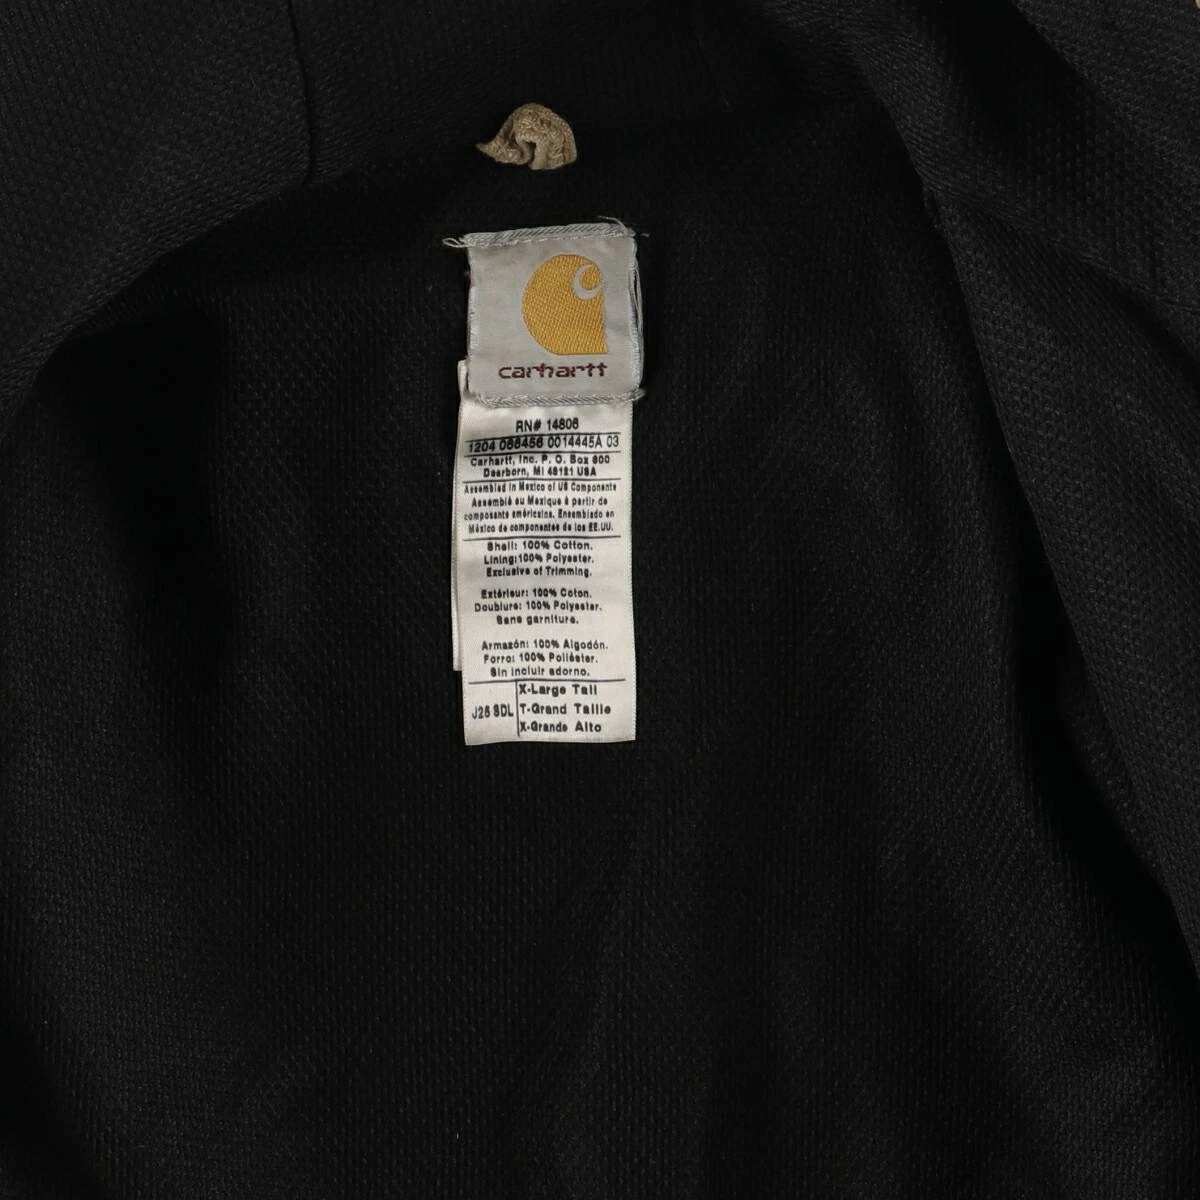 carhartt
RN# 14806
1204 066456 0014445A 03
Carhartt, Inc. P. O. Box 600
Dearborn, MI 48121 USA
Assembled in Mexico of US Components
Assemblé au Mexique à partir de
composants américains. Ensamblado en
México de componentes de los EE.UU.
Shell: 100% Cotton.
Lining:100% Polyester.
Exclusive of Trimming.
Extérieur: 100% Coton.
Doublure: 100% Polyester.
Sans garniture.
Armazón: 100% Algodón.
Forro: 100% Poliéster.
Sin incluir adorno.
X-Large Tall
J25 SDL T-Grand Taille
X-Grande Alto